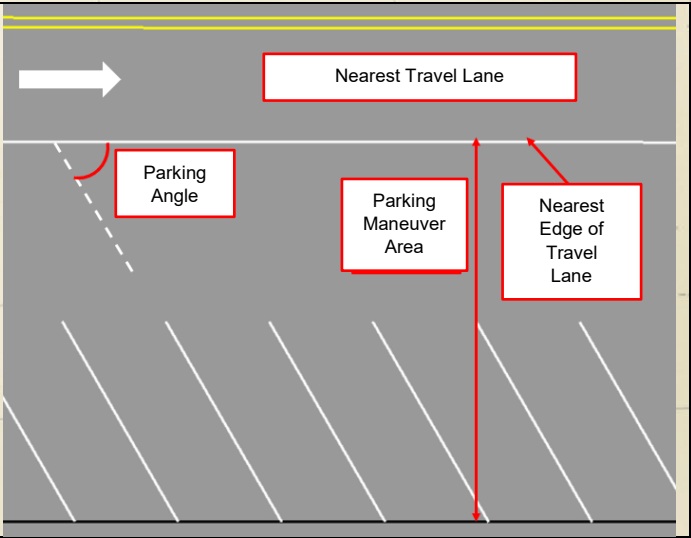 Nearest Travel Lane
Parking
Angle
Parking
Maneuver
Area
Nearest
Edge of
Travel
Lane